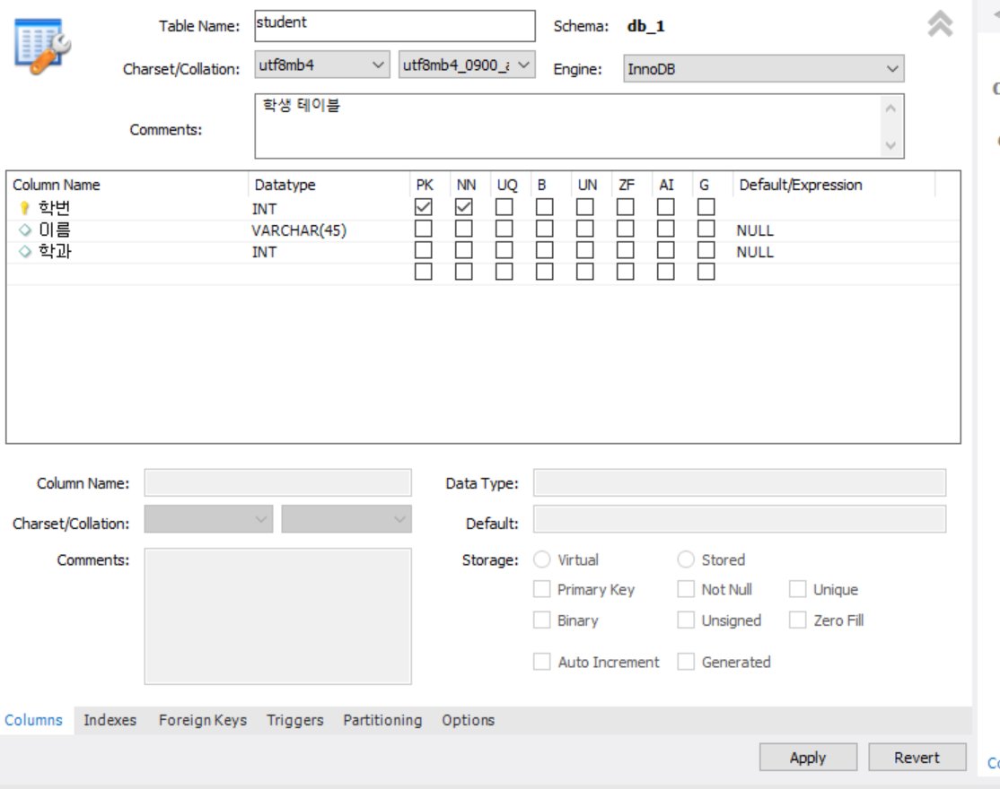 Table Name: student Schema: db_1
Charset/Collation: utf8mb4 utf8mb4_0900_a Engine: InnoDB
Comments: 학생 테이블
Column Name Datatype PK NN UQ B UN ZF AI G Default/Expression
학번 INT
이름 VARCHAR(45) NULL
학과 INT NULL
Column Name: Data Type:
Charset/Collation: Default:
Comments: Storage: Virtual Stored
Primary Key Not Null Unique
Binary Unsigned Zero Fill
Auto Increment Generated
Columns Indexes Foreign Keys Triggers Partitioning Options
Apply Revert